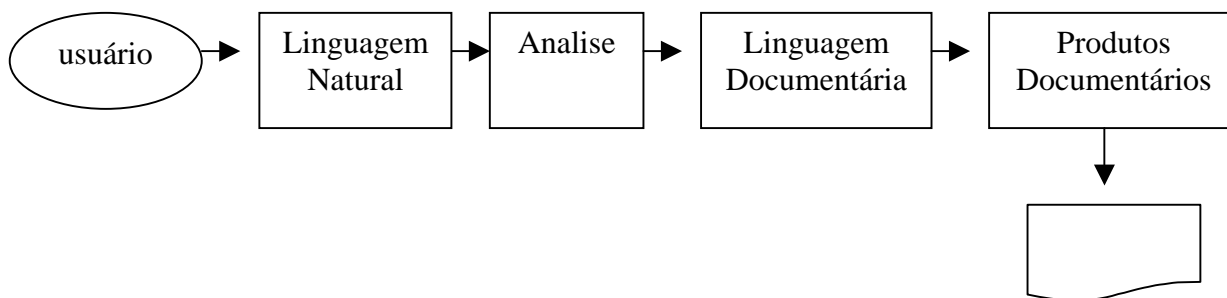 usuário
Linguagem
Natural
Analise
Linguagem
Documentária
Produtos
Documentários